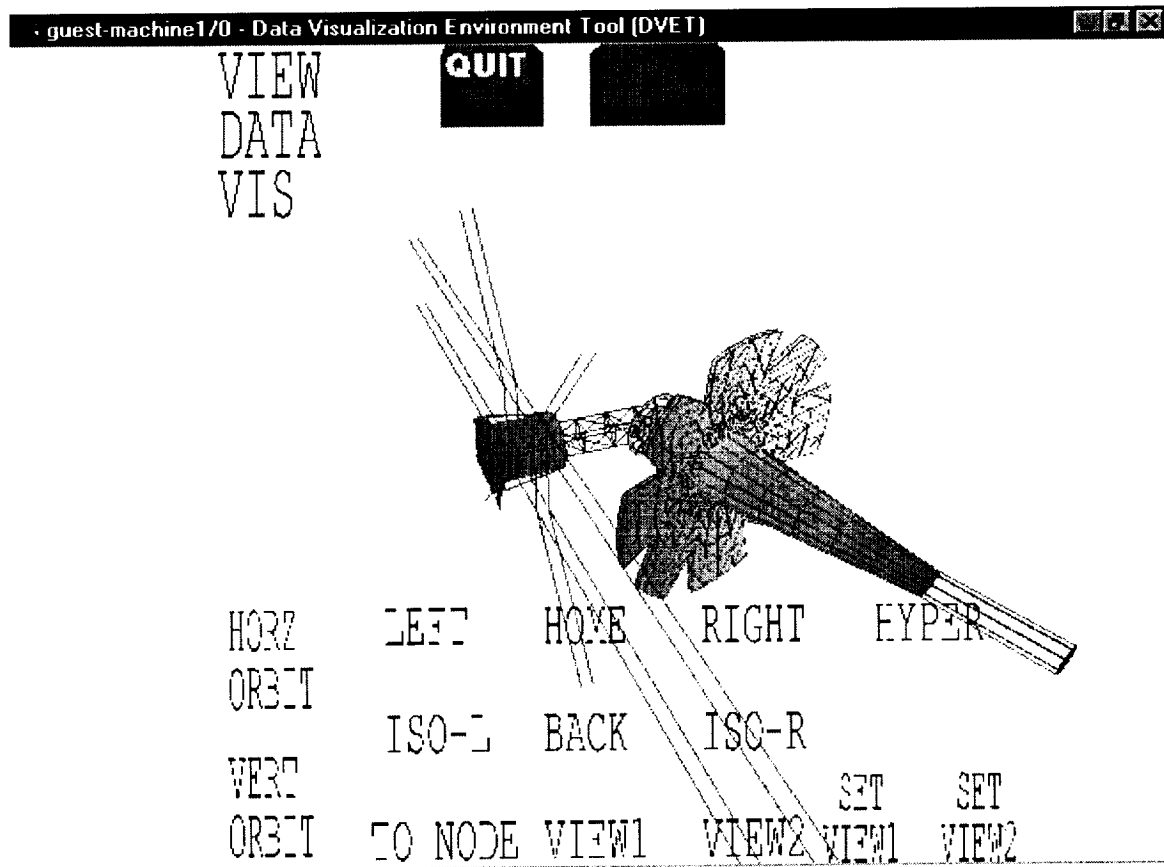 guest-machine1/0 - Data Visualization Environment Tool (DVET)
VIEW QUIT
DATA
VIS
HORZ LEFT HOME RIGHT HYPER
ORBIT
ISO-L BACK ISO-R
VERT SET SET
ORBIT TO NODE VIEW1 VIEW2 VIEW1 VIEW2